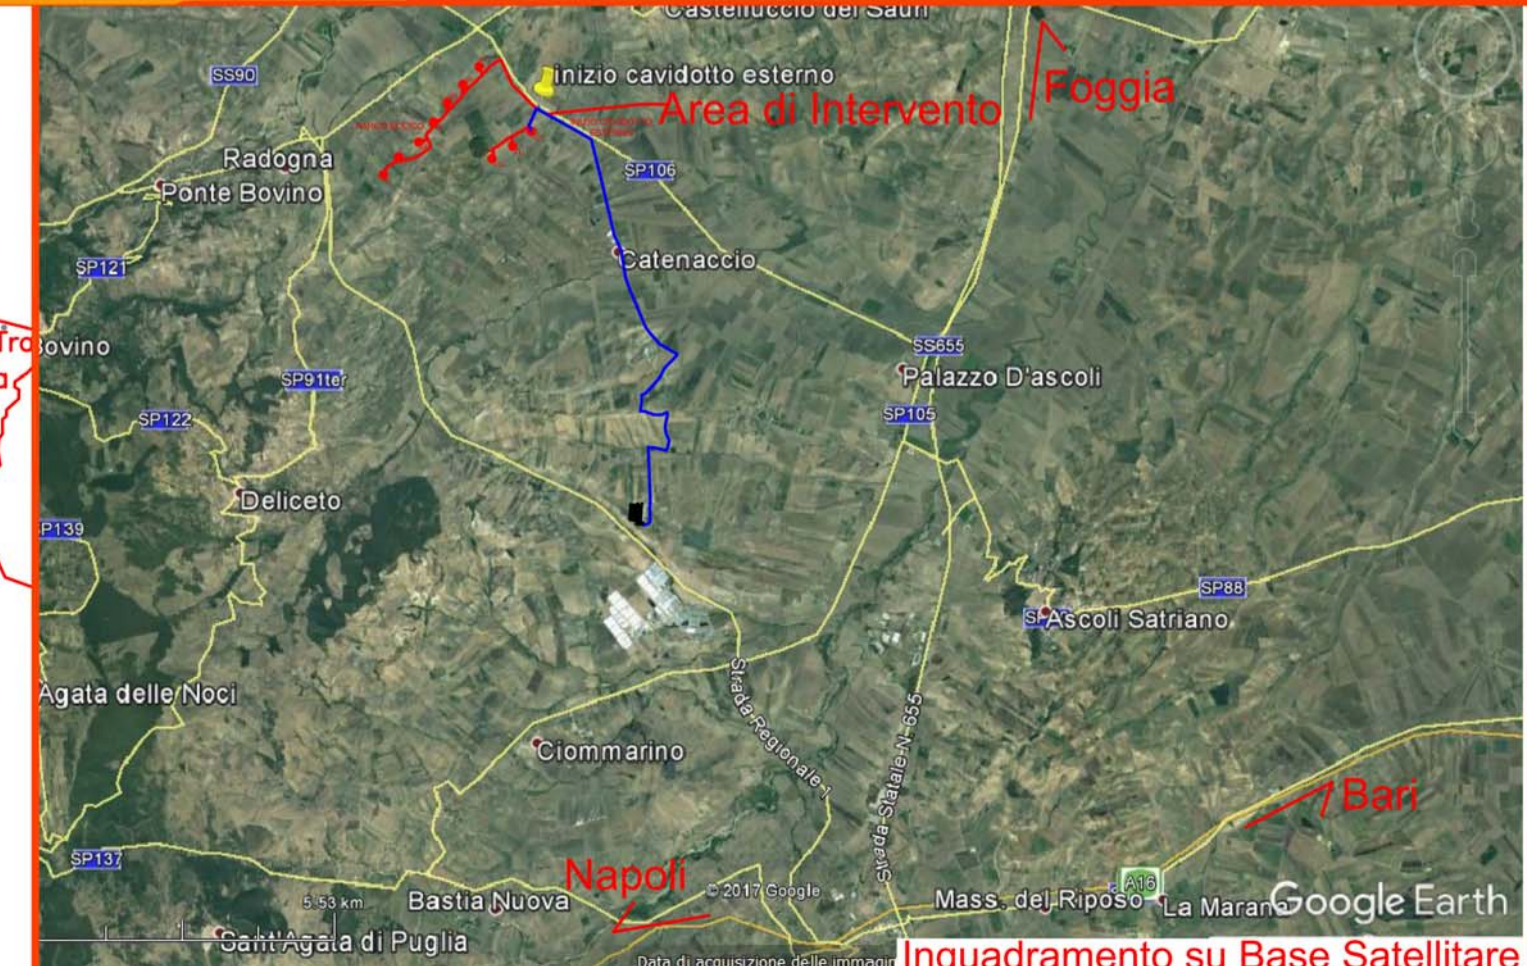 Castelluccio dei Sauri
SS90
inizio cavidotto esterno
Foggia
Area di Intervento
Radogna
SP106
Ponte Bovino
Catenaccio
SP121
Tro
Bovino
SS655
SP91ter
Palazzo D'ascoli
SP122
SP105
Deliceto
P139
SP88
Ascoli Satriano
Agata delle Noci
Strada Regionale 1
Strada Statale N. 655
Ciommarino
Bari
SP137
Napoli
© 2017 Google
A16
5.53 km
Bastia Nuova
Mass. del Riposo
La Marana
Google Earth
Sant'Agata di Puglia
Data di acquisizione delle immagin
Inquadramento su Base Satellitare